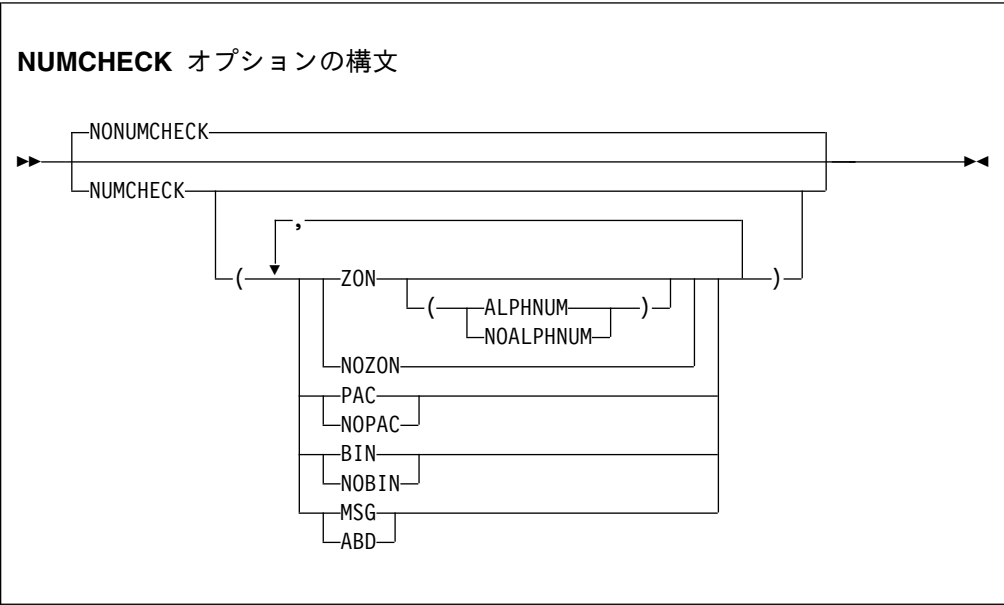 NUMCHECK オプションの構文
NONUMCHECK
NUMCHECK
,
( ZON )
( ALPHNUM )
NOALPHNUM
NOZON
PAC
NOPAC
BIN
NOBIN
MSG
ABD